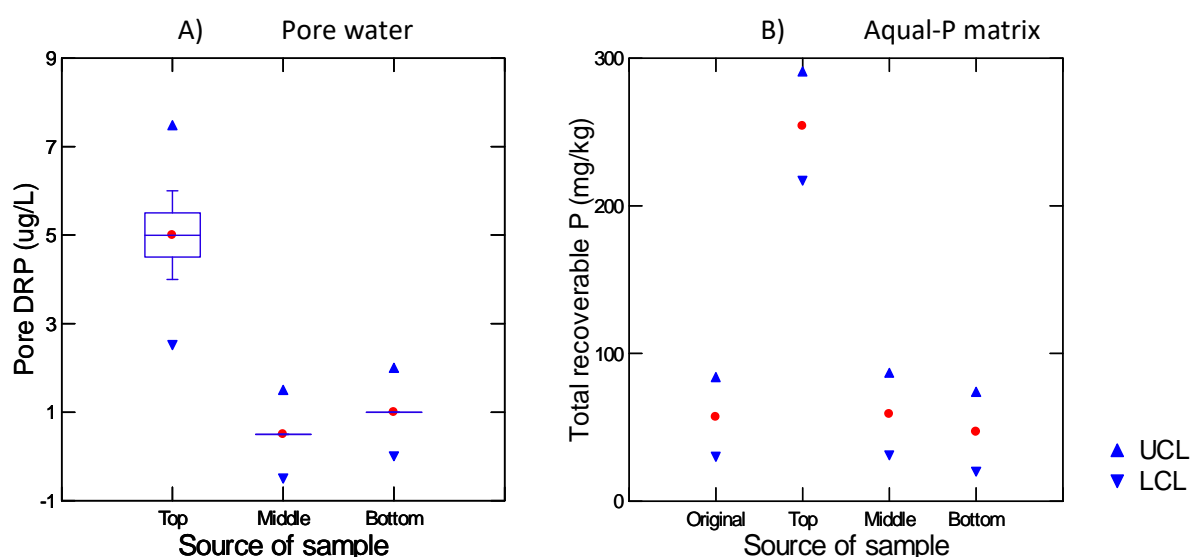 A) Pore water
Pore DRP (ug/L)
9
7
5
3
1
-1
Top Middle Bottom
Source of sample
B) Aqual-P matrix
Total recoverable P (mg/kg)
300
200
100
0
Original Top Middle Bottom
Source of sample
UCL
LCL